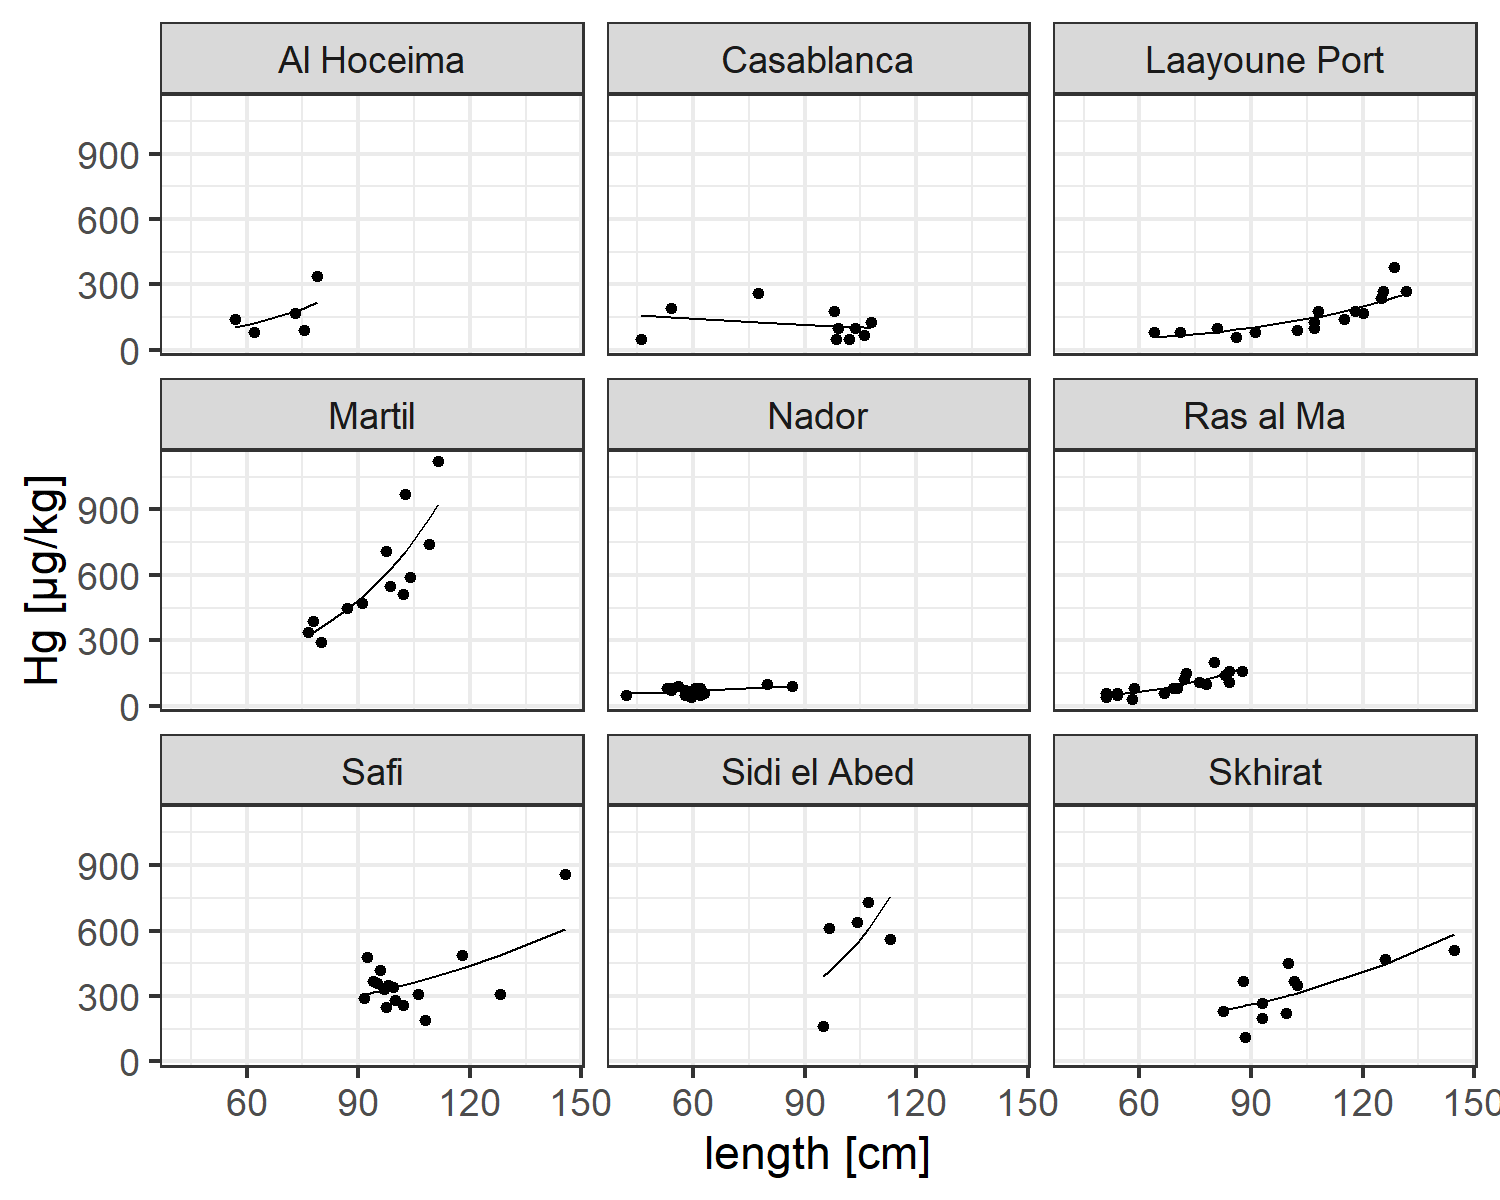 Al Hoceima Casablanca Laayoune Port
900
600
300
0
Martil Nador Ras al Ma
Hg [µg/kg]
900
600
300
0
Safi Sidi el Abed Skhirat
900
600
300
0
60 90 120 150 60 90 120 150 60 90 120 150
length [cm]